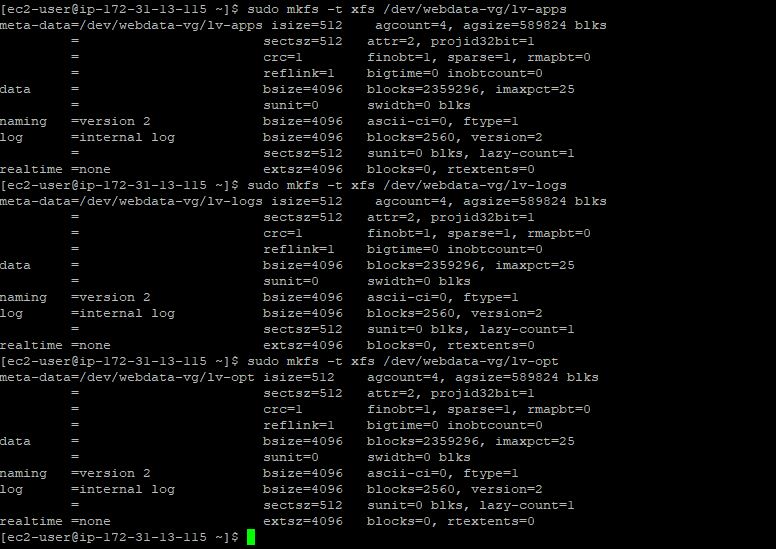 [ec2-user@ip-172-31-13-115 ~]$ sudo mkfs -t xfs /dev/webdata-vg/lv-apps
meta-data=/dev/webdata-vg/lv-apps isize=512    agcount=4, agsize=589824 blks
         =                       sectsz=512   attr=2, projid32bit=1
         =                       crc=1        finobt=1, sparse=1, rmapbt=0
         =                       reflink=1    bigtime=0 inobtcount=0
data     =                       bsize=4096   blocks=2359296, imaxpct=25
         =                       sunit=0      swidth=0 blks
naming   =version 2              bsize=4096   ascii-ci=0, ftype=1
log      =internal log           bsize=4096   blocks=2560, version=2
         =                       sectsz=512   sunit=0 blks, lazy-count=1
realtime =none                   extsz=4096   blocks=0, rtextents=0
[ec2-user@ip-172-31-13-115 ~]$ sudo mkfs -t xfs /dev/webdata-vg/lv-logs
meta-data=/dev/webdata-vg/lv-logs isize=512    agcount=4, agsize=589824 blks
         =                       sectsz=512   attr=2, projid32bit=1
         =                       crc=1        finobt=1, sparse=1, rmapbt=0
         =                       reflink=1    bigtime=0 inobtcount=0
data     =                       bsize=4096   blocks=2359296, imaxpct=25
         =                       sunit=0      swidth=0 blks
naming   =version 2              bsize=4096   ascii-ci=0, ftype=1
log      =internal log           bsize=4096   blocks=2560, version=2
         =                       sectsz=512   sunit=0 blks, lazy-count=1
realtime =none                   extsz=4096   blocks=0, rtextents=0
[ec2-user@ip-172-31-13-115 ~]$ sudo mkfs -t xfs /dev/webdata-vg/lv-opt
meta-data=/dev/webdata-vg/lv-opt isize=512    agcount=4, agsize=589824 blks
         =                       sectsz=512   attr=2, projid32bit=1
         =                       crc=1        finobt=1, sparse=1, rmapbt=0
         =                       reflink=1    bigtime=0 inobtcount=0
data     =                       bsize=4096   blocks=2359296, imaxpct=25
         =                       sunit=0      swidth=0 blks
naming   =version 2              bsize=4096   ascii-ci=0, ftype=1
log      =internal log           bsize=4096   blocks=2560, version=2
         =                       sectsz=512   sunit=0 blks, lazy-count=1
realtime =none                   extsz=4096   blocks=0, rtextents=0
[ec2-user@ip-172-31-13-115 ~]$